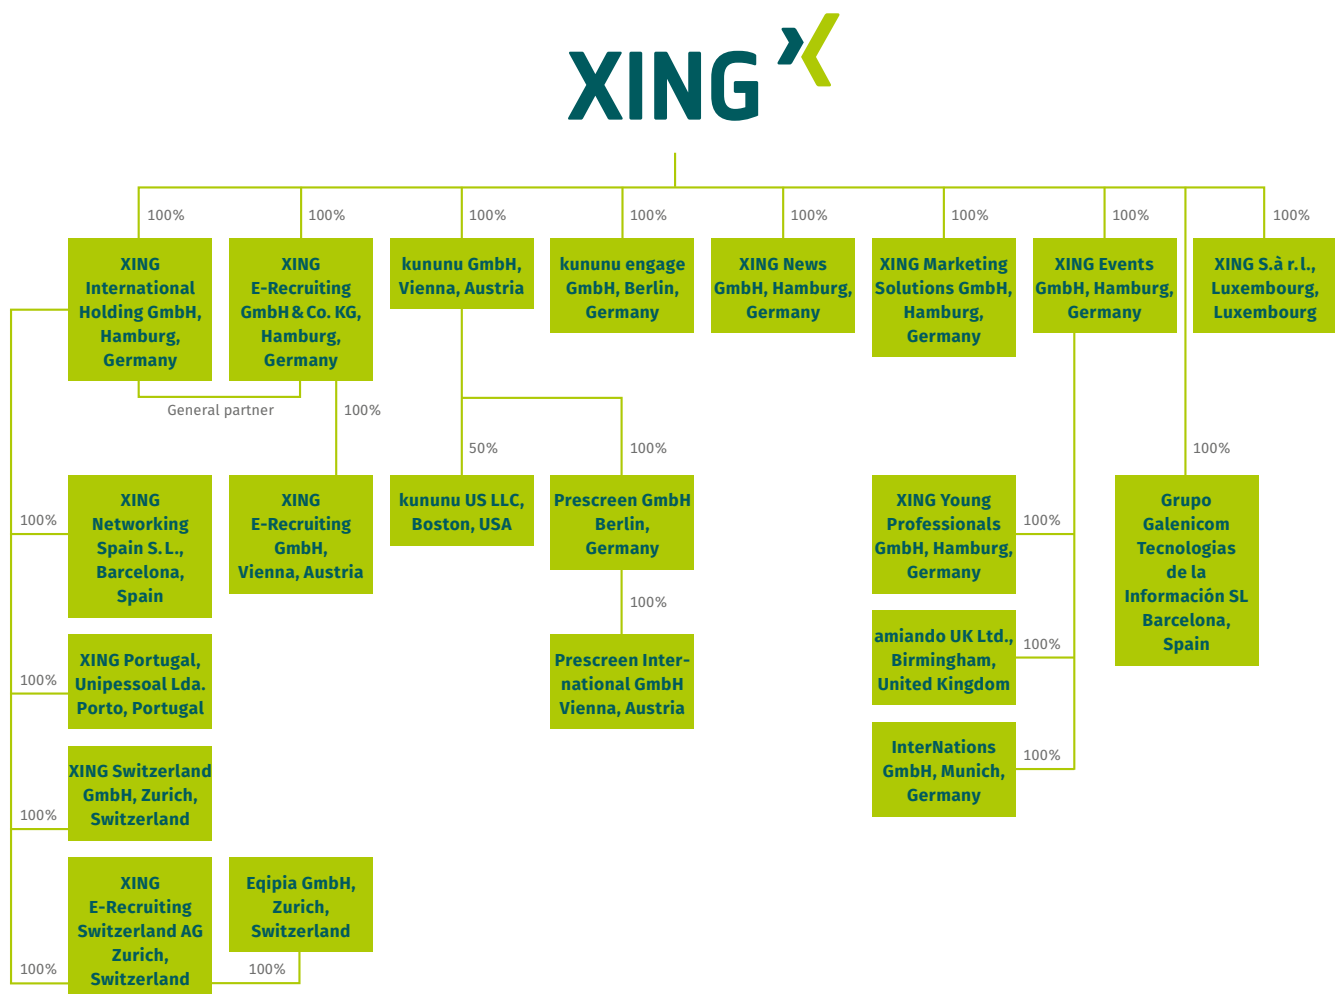 XING
100%
100%
100%
100%
100%
100%
100%
100%
XING
International
Holding GmbH,
Hamburg,
Germany
XING
E-Recruiting
GmbH & Co. KG,
Hamburg,
Germany
kununu GmbH,
Vienna, Austria
kununu engage
GmbH, Berlin,
Germany
XING News
GmbH, Hamburg,
Germany
XING Marketing
Solutions GmbH,
Hamburg,
Germany
XING Events
GmbH, Hamburg,
Germany
XING S.à r. l.,
Luxembourg,
Luxembourg
General partner
100%
50%
100%
100%
100%
XING
Networking
Spain S. L.,
Barcelona,
Spain
XING
E-Recruiting
GmbH,
Vienna, Austria
kununu US LLC,
Boston, USA
Prescreen GmbH
Berlin,
Germany
XING Young
Professionals
GmbH, Hamburg,
Germany
100%
Grupo
Galenicom
Tecnologias
de la
Información SL
Barcelona,
Spain
100%
100%
XING Portugal,
Unipessoal Lda.
Porto, Portugal
Prescreen Inter-
national GmbH
Vienna, Austria
amiando UK Ltd.,
Birmingham,
United Kingdom
100%
100%
XING Switzerland
GmbH, Zurich,
Switzerland
InterNations
GmbH, Munich,
Germany
100%
100%
XING
E-Recruiting
Switzerland AG
Zurich,
Switzerland
100%
Eqipia GmbH,
Zurich,
Switzerland